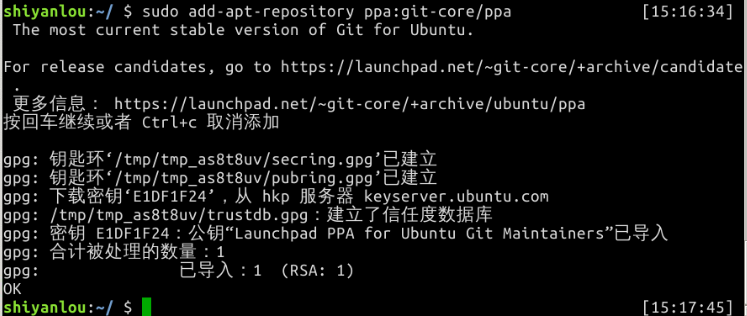 shiyanlou:~/ $ sudo add-apt-repository ppa:git-core/ppa [15:16:34]
The most current stable version of Git for Ubuntu.
For release candidates, go to https://launchpad.net/~git-core/+archive/candidate
.
更多信息： https://launchpad.net/~git-core/+archive/ubuntu/ppa
按回车继续或者 Ctrl+c 取消添加
gpg: 钥匙环‘/tmp/tmp_as8t8uv/secring.gpg’已建立
gpg: 钥匙环‘/tmp/tmp_as8t8uv/pubring.gpg’已建立
gpg: 下载密钥‘E1DF1F24’，从 hkp 服务器 keyserver.ubuntu.com
gpg: /tmp/tmp_as8t8uv/trustdb.gpg：建立了信任度数据库
gpg: 密钥 E1DF1F24：公钥“Launchpad PPA for Ubuntu Git Maintainers”已导入
gpg: 合计被处理的数量：1
gpg: 已导入：1 (RSA: 1)
OK
shiyanlou:~/ $ [15:17:45]